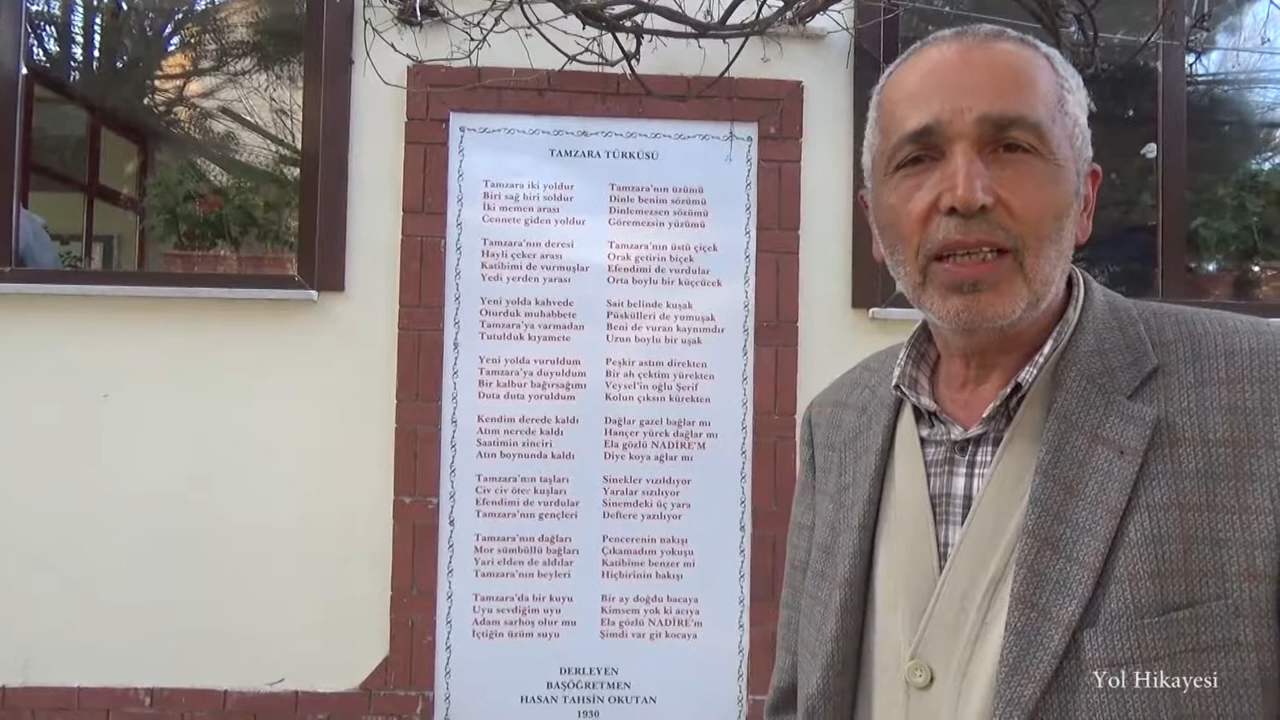 TAMZARA TÜRKÜSÜ
Tamzara iki yoldur
Biri sağ biri soldur
İki memen arası
Cennete giden yoldur
Tamzara'nın deresi
Hayli çeker arası
Katibimi de vurmuşlar
Yedi yerden yarası
Yeni yolda kahvede
Oturduk muhabbete
Tamzara'ya varmadan
Tutulduk kıyamete
Yeni yolda vuruldum
Tamzara'ya duyuldum
Bir kalbur bağırsağımı
Duta duta yoruldum
Kendim derede kaldı
Atım nerede kaldı
Saatimin zinciri
Atın boynunda kaldı
Tamzara'nın taşları
Civ civ öter kuşları
Efendimi de vurdular
Tamzara'nın gençleri
Tamzara'nın dağları
Mor sümbüllü bağları
Yari elden de aldılar
Tamzara'nın beyleri
Tamzara'da bir kuyu
Uyu sevdiğim uyu
Adam sarhoş olur mu
İçtiğin üzüm suyu
Tamzara'nın üzümü
Dinle benim sözümü
Dinlemezsen sözümü
Göremezsin yüzümü
Tamzara'nın üstü çiçek
Orak getirin biçek
Efendimi de vurdular
Orta boylu bir küççücek
Sait belinde kuşak
Püskülleri de yumuşak
Beni de vuran kaynımdır
Uzun boylu bir uşak
Peşkir astım direkten
Bir ah çektim yürekten
Veysel'in oğlu Şerif
Kolun çıksın kürekten
Dağlar gazel bağlar mı
Hançer yürek dağlar mı
Ela gözlü NADİRE'M
Diye koya ağlar mı
Sinekler vızıldıyor
Yaralar sızılıyor
Sinemdeki üç yara
Deftere yazılıyor
Pencerenin nakışı
Çıkamadım yokuşu
Katibime benzer mi
Hiçbirinin bakışı
Bir ay doğdu bacaya
Kimsem yok ki acıya
Ela gözlü NADİRE'm
Şimdi var git kocaya
DERLEYEN
BAŞÖĞRETMEN
HASAN TAHSİN OKUTAN
1930
Yol Hikayesi